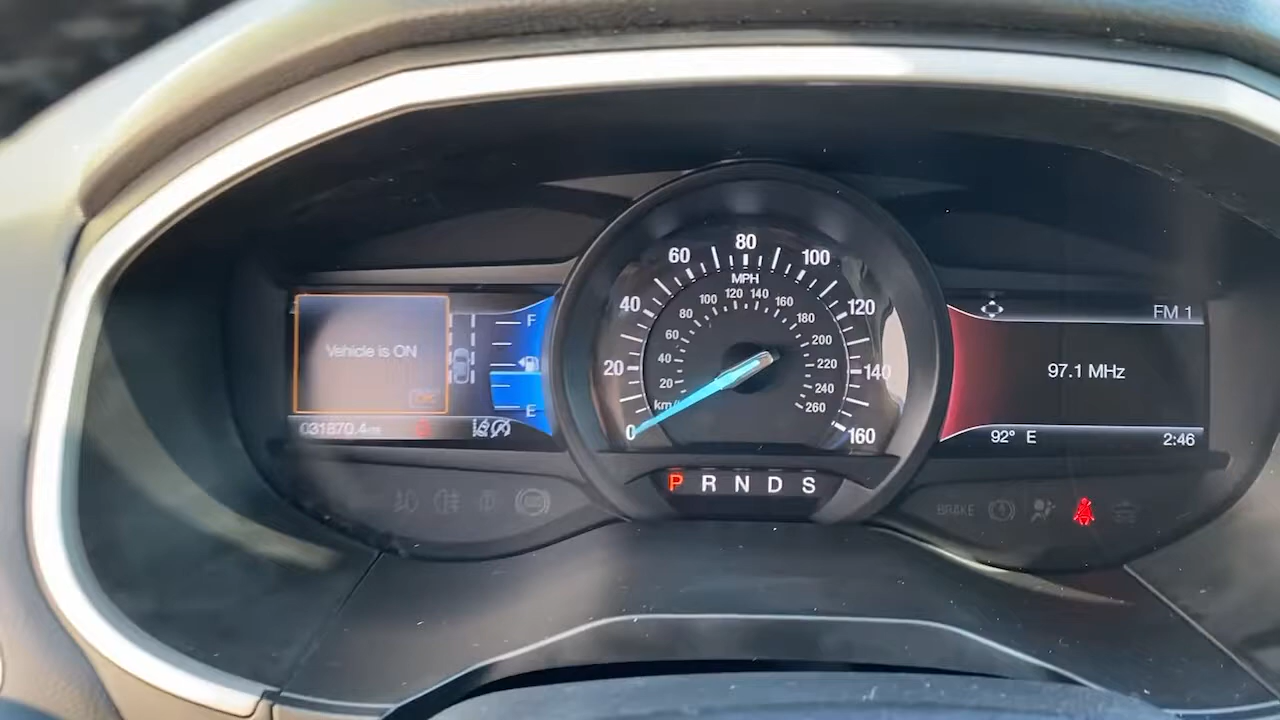 Vehicle is ON
OK
031870.4 mi
F
E
0
20
40
60
80
100
120
140
160
MPH
km/h
20
40
60
80
100
120
140
160
180
200
220
240
260
P R N D S
FM 1
97.1 MHz
92° E
2:46
BRAKE